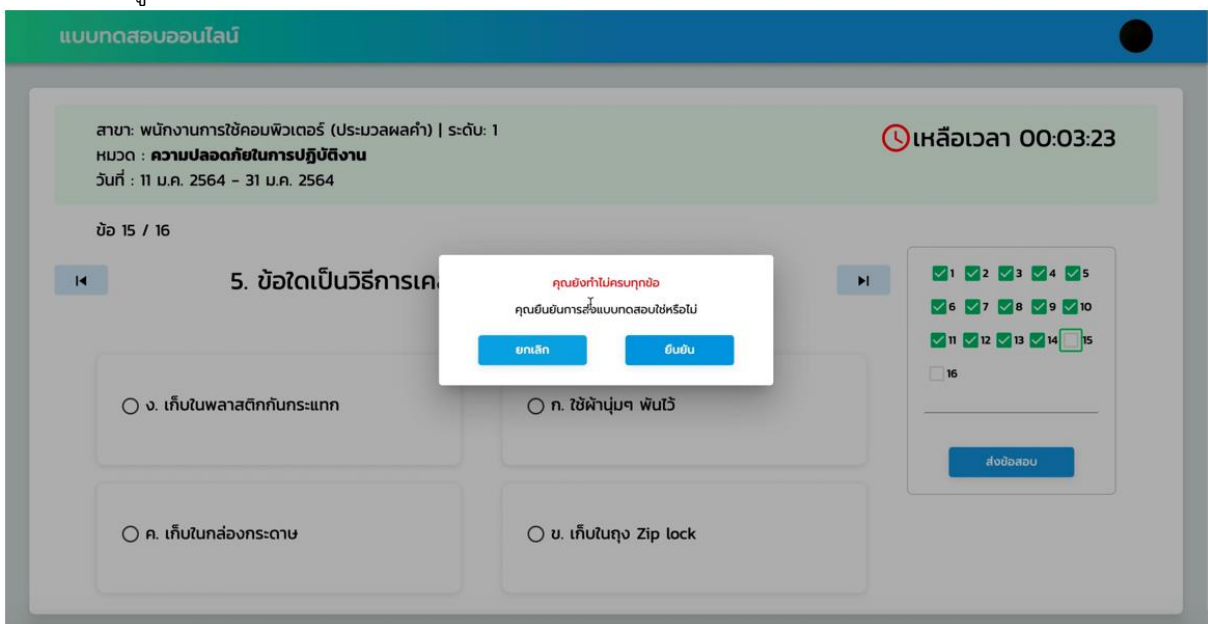 แบบทดสอบออนไลน์
สาขา: พนักงานการใช้คอมพิวเตอร์ (ประมวลผลคำ) | ระดับ: 1
หมวด : ความปลอดภัยในการปฏิบัติงาน
วันที่ : 11 ม.ค. 2564 - 31 ม.ค. 2564
เหลือเวลา 00:03:23
ข้อ 15 / 16
5. ข้อใดเป็นวิธีการเค
คุณยังทำไม่ครบทุกข้อ
คุณยืนยันการส่งแบบทดสอบใช่หรือไม่
ยกเลิก ยืนยัน
1 2 3 4 5
6 7 8 9 10
11 12 13 14 15
16
ง. เก็บในพลาสติกกันกระแทก
ก. ใช้ผ้านุ่มๆ พันไว้
ส่งข้อสอบ
ค. เก็บในกล่องกระดาษ
ข. เก็บในถุง Zip lock